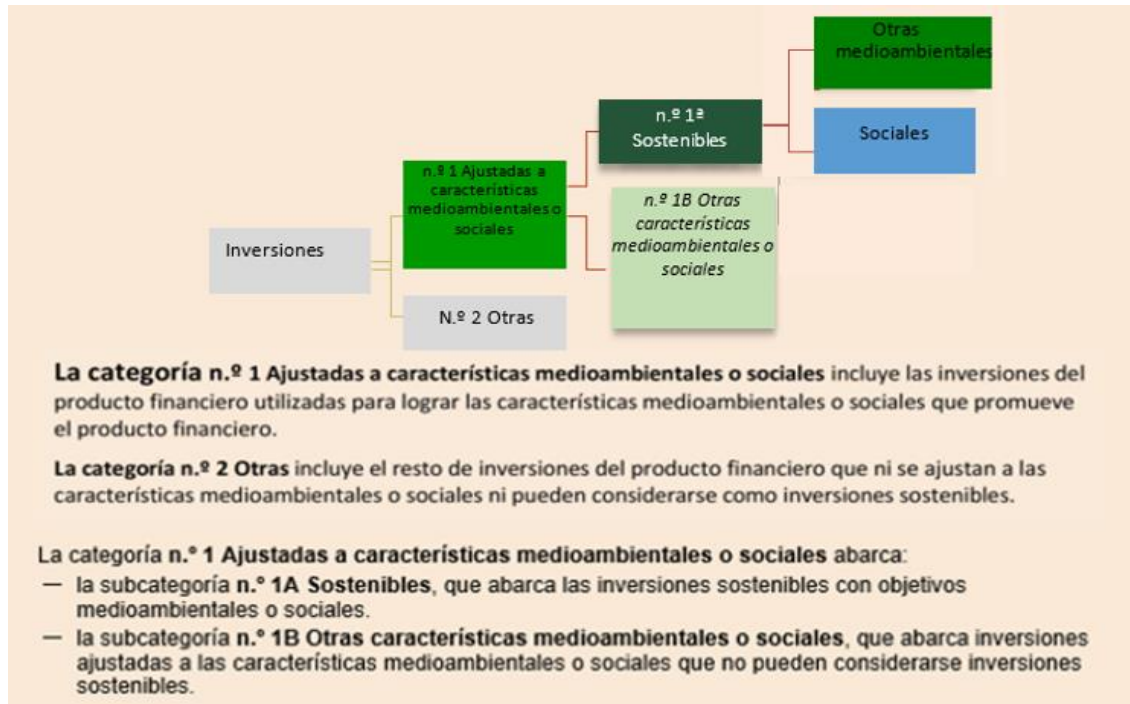 Otras
medioambientales
n.º 1ª
Sostenibles
Sociales
n.º 1 Ajustadas a
características
medioambientales o
sociales
n.º 1B Otras
características
medioambientales o
sociales
Inversiones
N.º 2 Otras
La categoría n.º 1 Ajustadas a características medioambientales o sociales incluye las inversiones del
producto financiero utilizadas para lograr las características medioambientales o sociales que promueve
el producto financiero.
La categoría n.º 2 Otras incluye el resto de inversiones del producto financiero que ni se ajustan a las
características medioambientales o sociales ni pueden considerarse como inversiones sostenibles.
La categoría n.º 1 Ajustadas a características medioambientales o sociales abarca:
— la subcategoría n.º 1A Sostenibles, que abarca las inversiones sostenibles con objetivos
medioambientales o sociales.
— la subcategoría n.º 1B Otras características medioambientales o sociales, que abarca inversiones
ajustadas a las características medioambientales o sociales que no pueden considerarse inversiones
sostenibles.